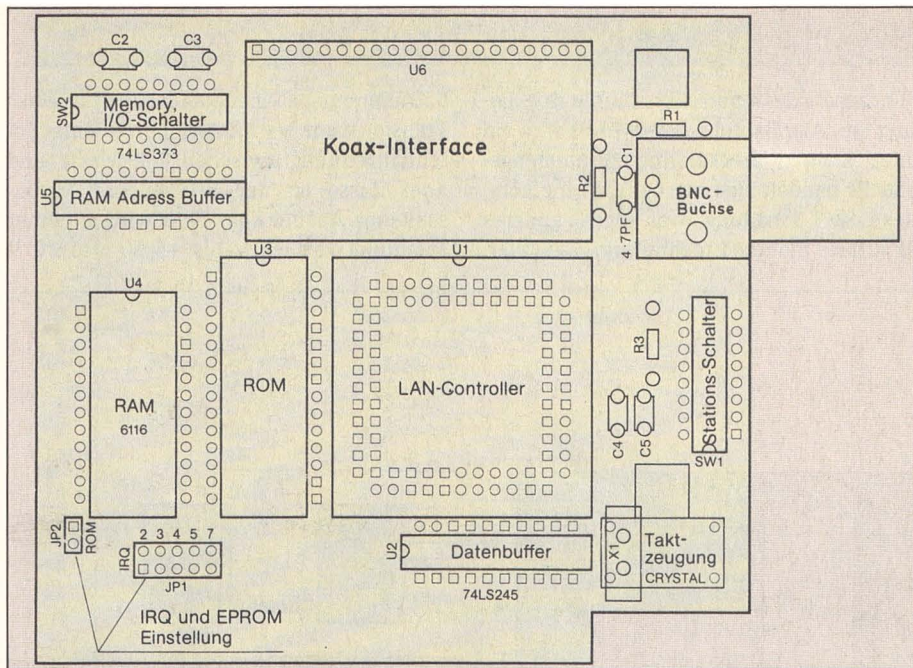 C2
C3
U6
SW2
Memory,
I/O-Schalter
74LS373
Koax-Interface
R1
R2
C1
4·7PF
BNC
Buchse
U5
RAM Adress Buffer
U3
U1
U4
RAM
6116
ROM
LAN-Controller
R3
Stations-Schalter
C4
C5
SW1
JP2
ROM
IRQ
2 3 4 5 7
JP1
U2
Datenbuffer
74LS245
X1
Takt-
zeugung
CRYSTAL
IRQ und EPROM
Einstellung